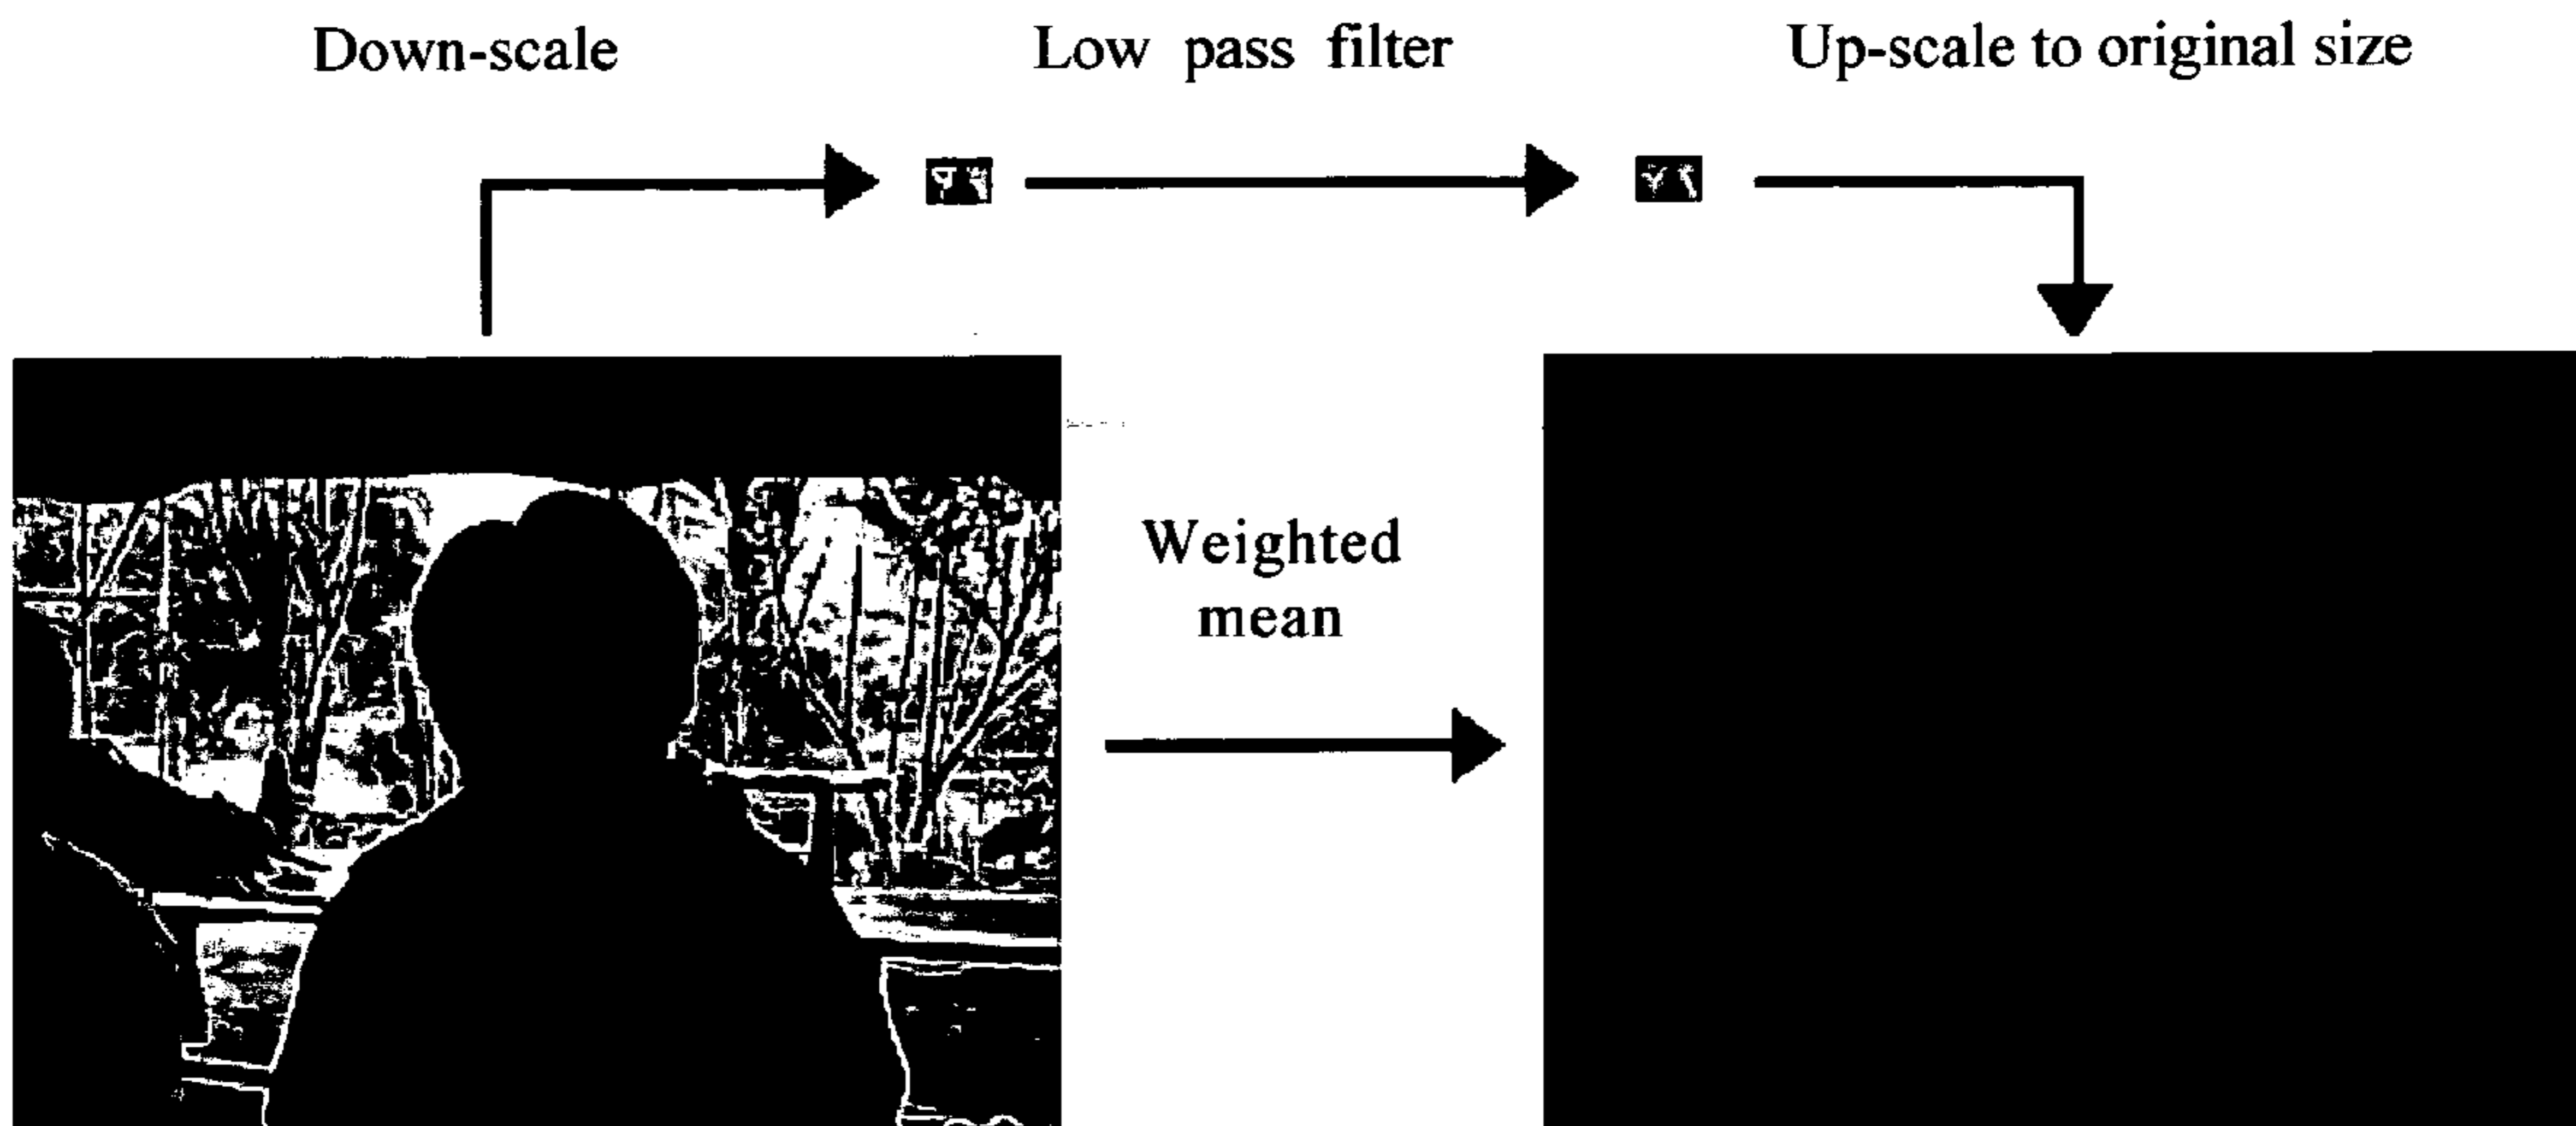 Down-scale
Low pass filter
Up-scale to original size
Weighted
mean